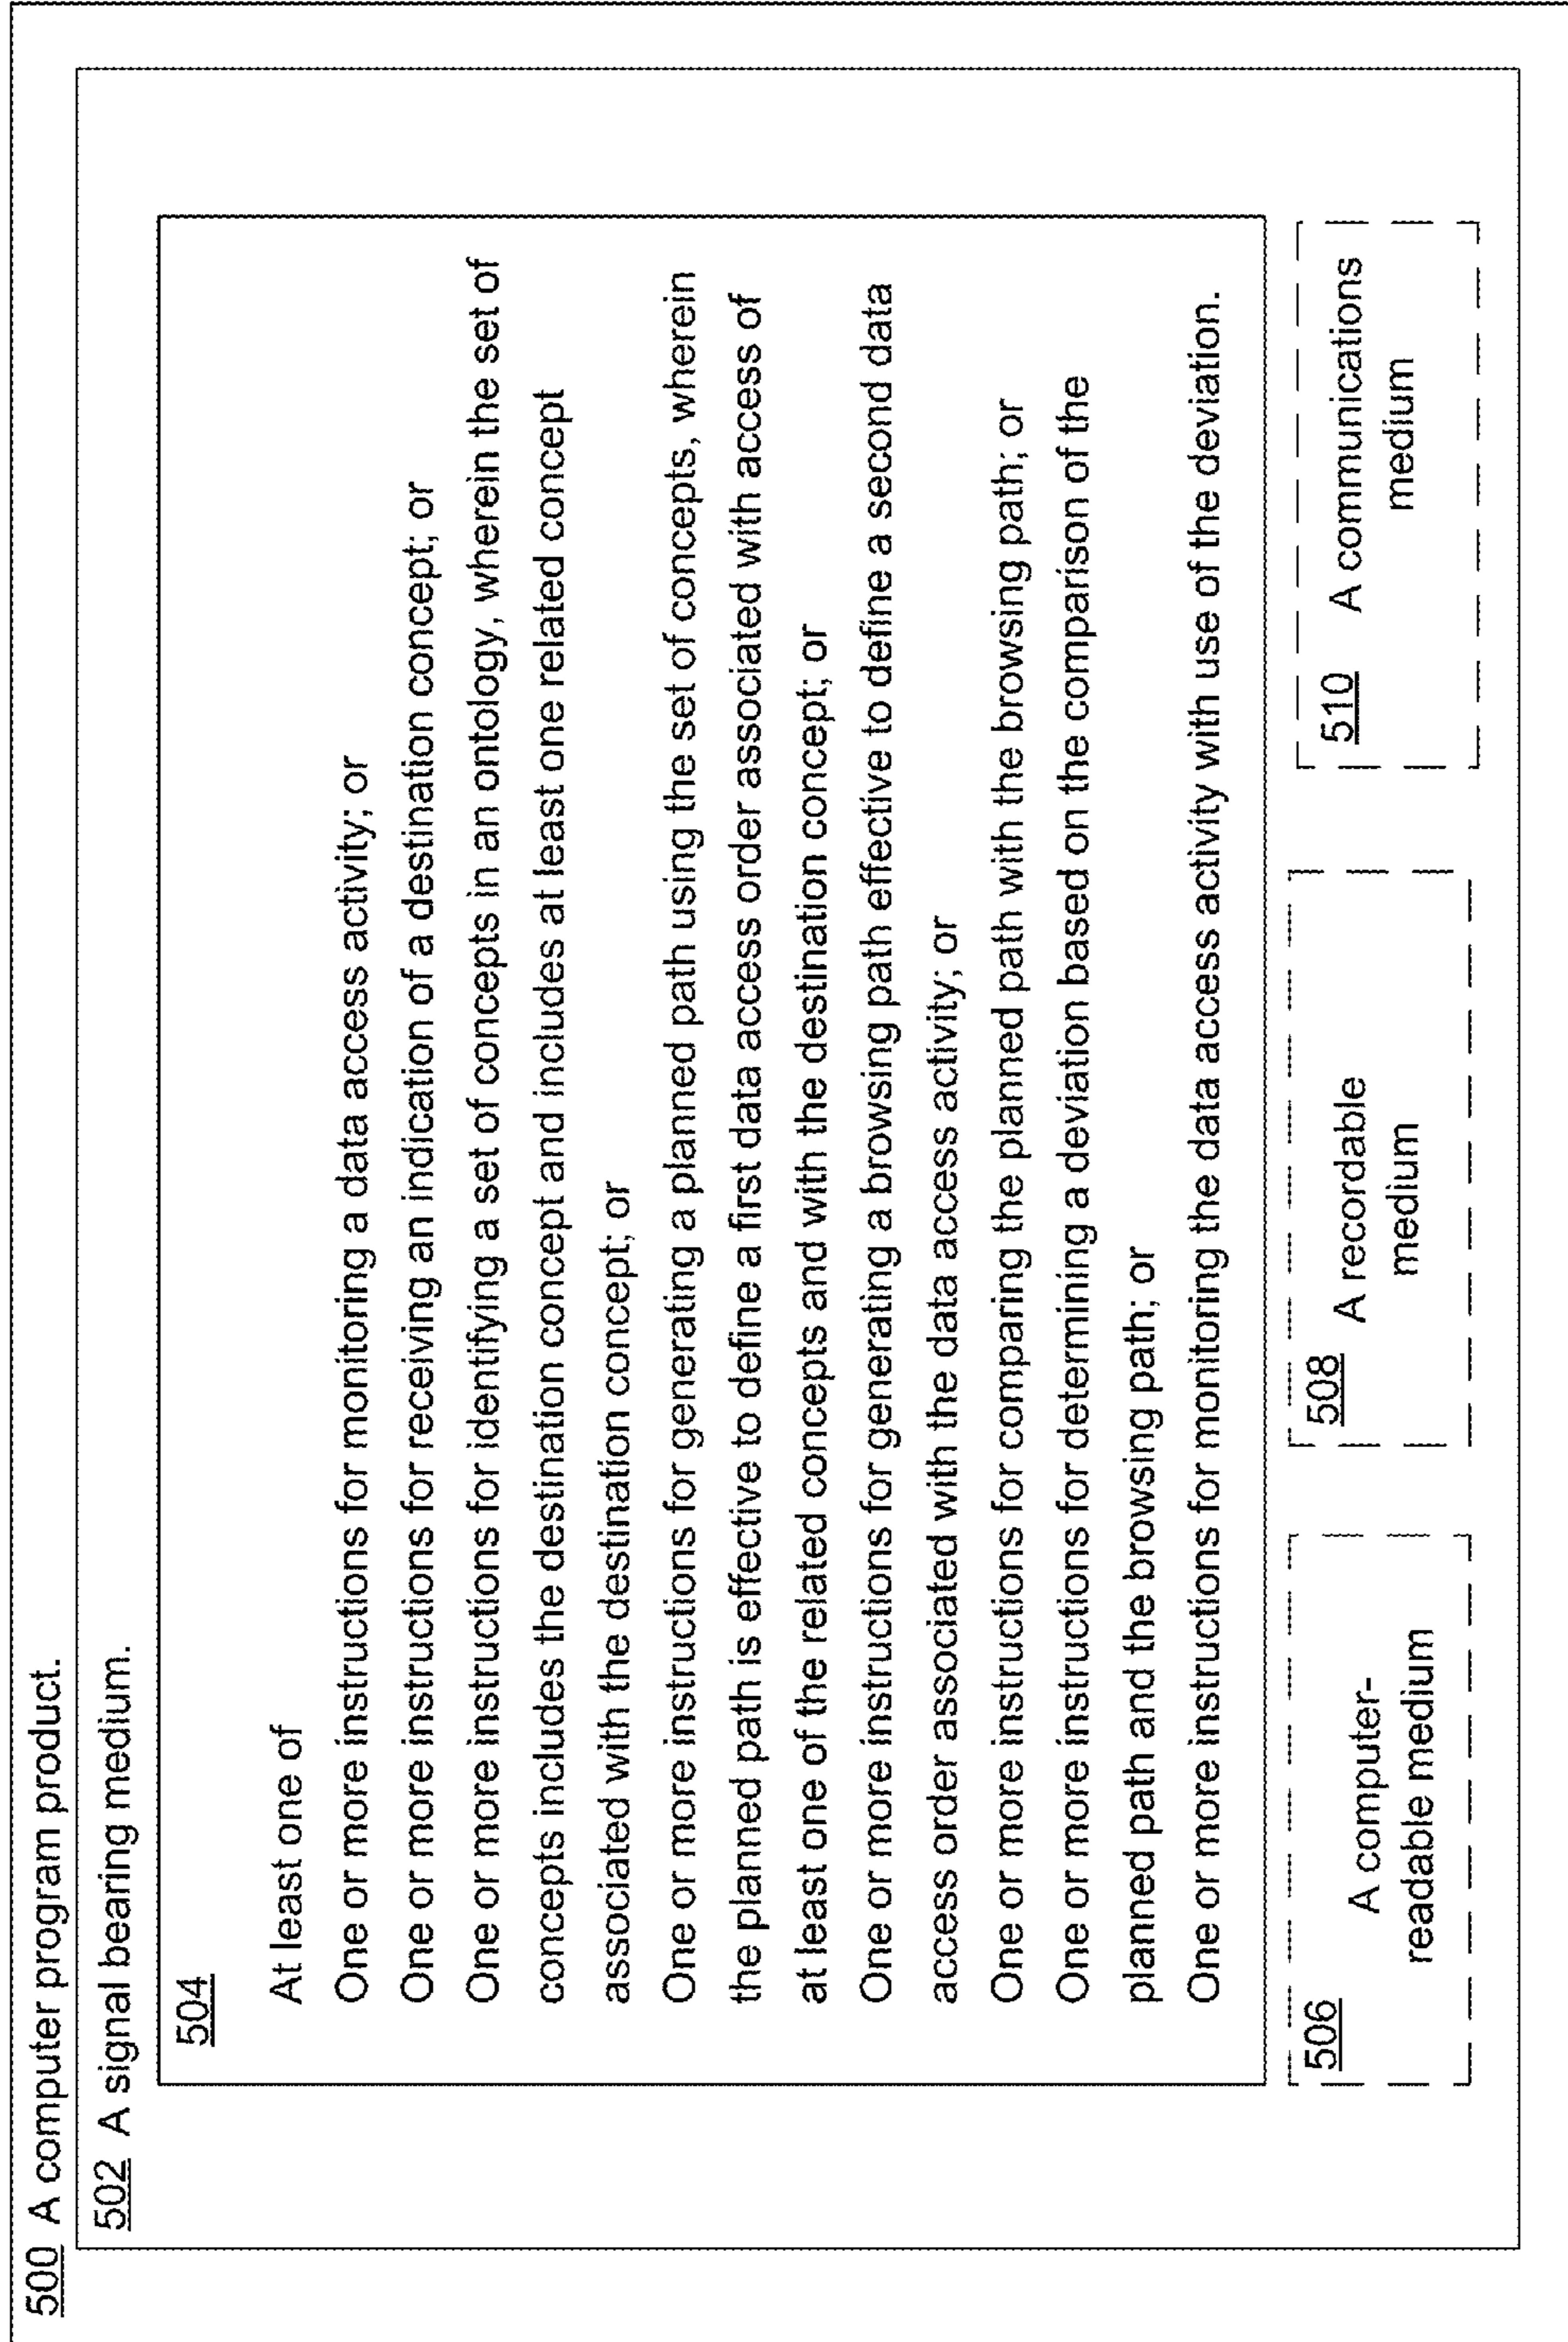 500 A computer program product.
502 A signal bearing medium.
504
At least one of
One or more instructions for monitoring a data access activity; or
One or more instructions for receiving an indication of a destination concept; or
One or more instructions for identifying a set of concepts in an ontology, wherein the set of
concepts includes the destination concept and includes at least one related concept
associated with the destination concept; or
One or more instructions for generating a planned path using the set of concepts, wherein
the planned path is effective to define a first data access order associated with access of
at least one of the related concepts and with the destination concept; or
One or more instructions for generating a browsing path effective to define a second data
access order associated with the data access activity; or
One or more instructions for comparing the planned path with the browsing path; or
One or more instructions for determining a deviation based on the comparison of the
planned path and the browsing path; or
One or more instructions for monitoring the data access activity with use of the deviation.
506 A computer-
readable medium
508 A recordable
medium
510 A communications
medium